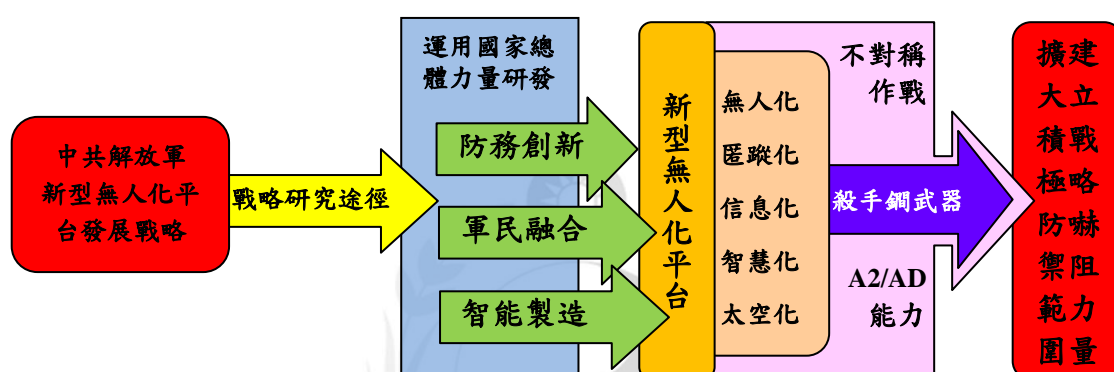 中共解放軍
新型無人化平
台發展戰略
戰略研究途徑
運用國家總
體力量研發
防務創新
軍民融合
智能製造
新型無人化平台
無人化
匿蹤化
信息化
智慧化
太空化
不對稱
作戰
殺手鐧武器
A2/AD
能力
建立戰略嚇阻力量
擴大積極防禦範圍